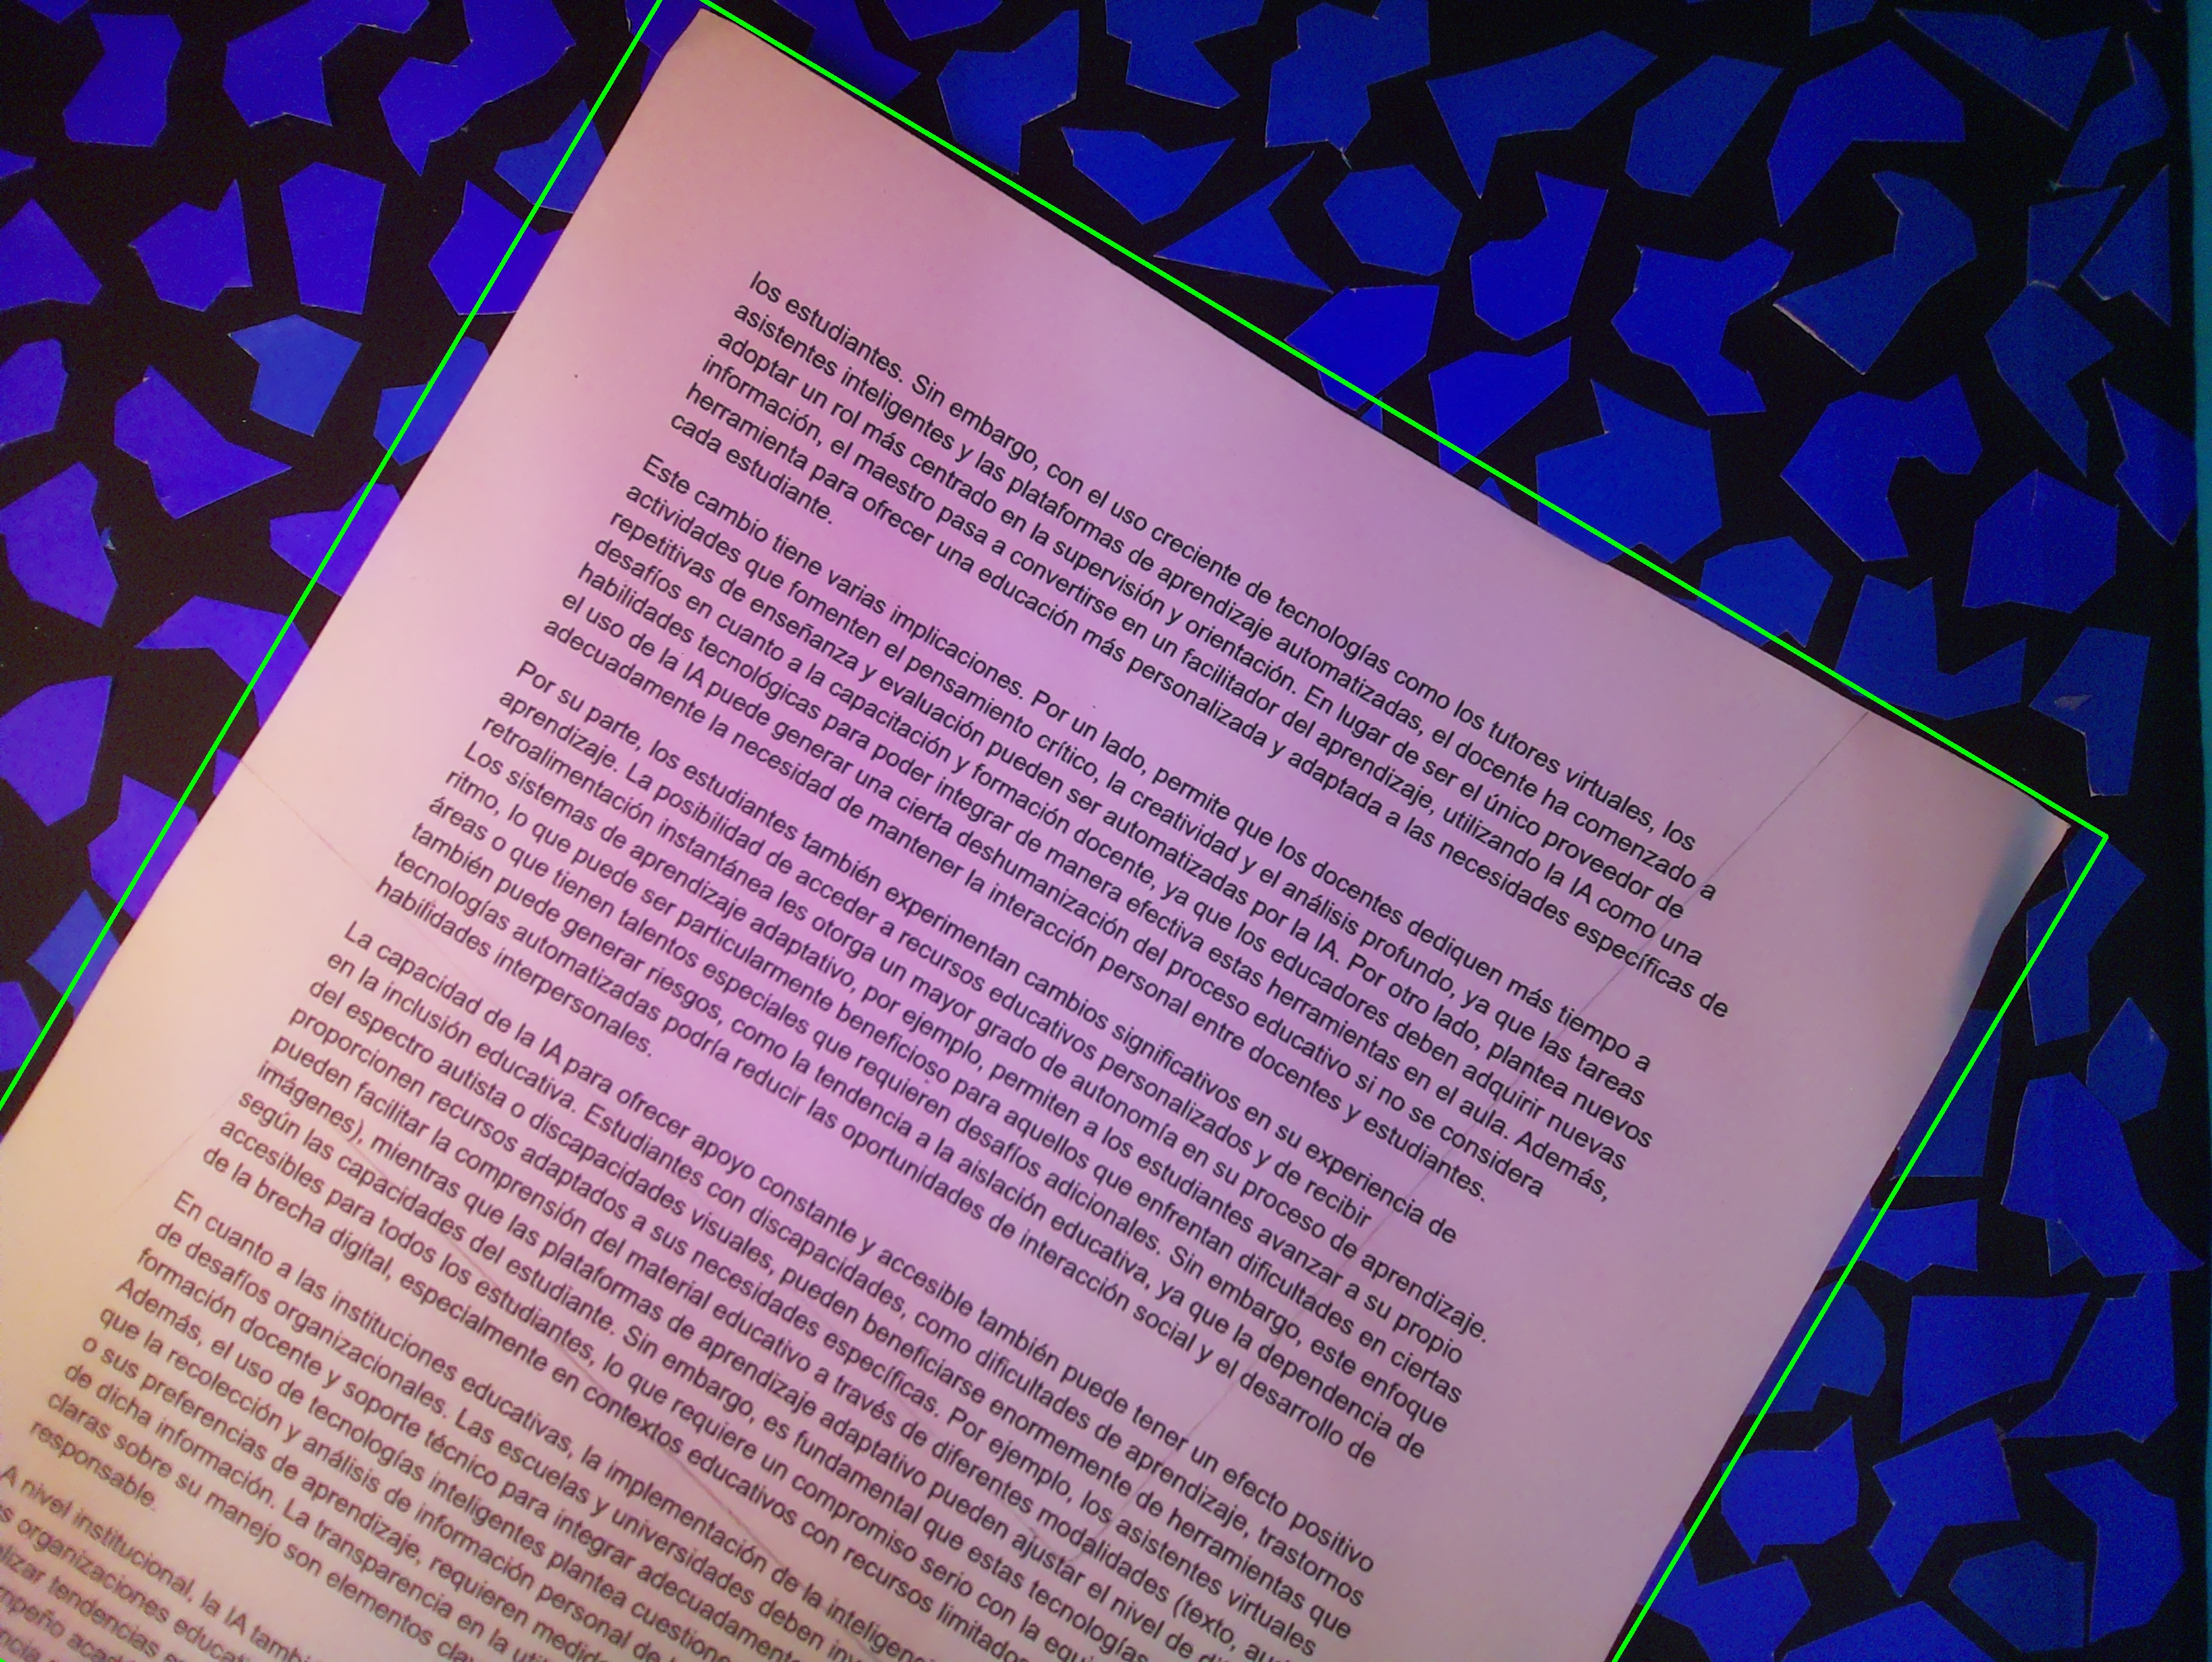 los estudiantes. Sin embargo, con el uso creciente de tecnologías como los tutores virtuales, los
asistentes inteligentes y las plataformas de aprendizaje automatizadas, el docente ha comenzado a
adoptar un rol más centrado en la supervisión y orientación. En lugar de ser el único proveedor de
información, el maestro pasa a convertirse en un facilitador del aprendizaje, utilizando la IA como una
herramienta para ofrecer una educación más personalizada y adaptada a las necesidades específicas de
cada estudiante.
Este cambio tiene varias implicaciones. Por un lado, permite que los docentes dediquen más tiempo a
actividades que fomenten el pensamiento crítico, la creatividad y el análisis profundo, ya que las tareas
repetitivas de enseñanza y evaluación pueden ser automatizadas por la IA. Por otro lado, plantea nuevos
desafíos en cuanto a la capacitación y formación docente, ya que los educadores deben adquirir nuevas
habilidades tecnológicas para poder integrar de manera efectiva estas herramientas en el aula. Además,
el uso de la IA puede generar una cierta deshumanización del proceso educativo si no se considera
adecuadamente la necesidad de mantener la interacción personal entre docentes y estudiantes.
Por su parte, los estudiantes también experimentan cambios significativos en su experiencia de
aprendizaje. La posibilidad de acceder a recursos educativos personalizados y de recibir
retroalimentación instantánea les otorga un mayor grado de autonomía en su proceso de aprendizaje.
Los sistemas de aprendizaje adaptativo, por ejemplo, permiten a los estudiantes avanzar a su propio
ritmo, lo que puede ser particularmente beneficioso para aquellos que enfrentan dificultades en ciertas
áreas o que tienen talentos especiales que requieren desafíos adicionales. Sin embargo, este enfoque
también puede generar riesgos, como la tendencia a la aislación educativa, ya que la dependencia de
tecnologías automatizadas podría reducir las oportunidades de interacción social y el desarrollo de
habilidades interpersonales.
La capacidad de la IA para ofrecer apoyo constante y accesible también puede tener un efecto positivo
en la inclusión educativa. Estudiantes con discapacidades, como dificultades de aprendizaje, trastornos
del espectro autista o discapacidades visuales, pueden beneficiarse enormemente de herramientas que
proporcionen recursos adaptados a sus necesidades específicas. Por ejemplo, los asistentes virtuales
pueden facilitar la comprensión del material educativo a través de diferentes modalidades (texto, au
imágenes), mientras que las plataformas de aprendizaje adaptativo pueden ajustar el nivel de di
según las capacidades del estudiante. Sin embargo, es fundamental que estas tecnologías
accesibles para todos los estudiantes, lo que requiere un compromiso serio con la equi
de la brecha digital, especialmente en contextos educativos con recursos limitados
En cuanto a las instituciones educativas, la implementación de la inteligenc
de desafíos organizacionales. Las escuelas y universidades deben inv
formación docente y soporte técnico para integrar adecuadament
Además, el uso de tecnologías inteligentes plantea cuestione
que la recolección y análisis de información personal de
o sus preferencias de aprendizaje, requieren medid
de dicha información. La transparencia en la util
claras sobre su manejo son elementos clav
responsable.
A nivel institucional, la IA tambi
organizaciones educati
lizar tendencias
mpeño acad